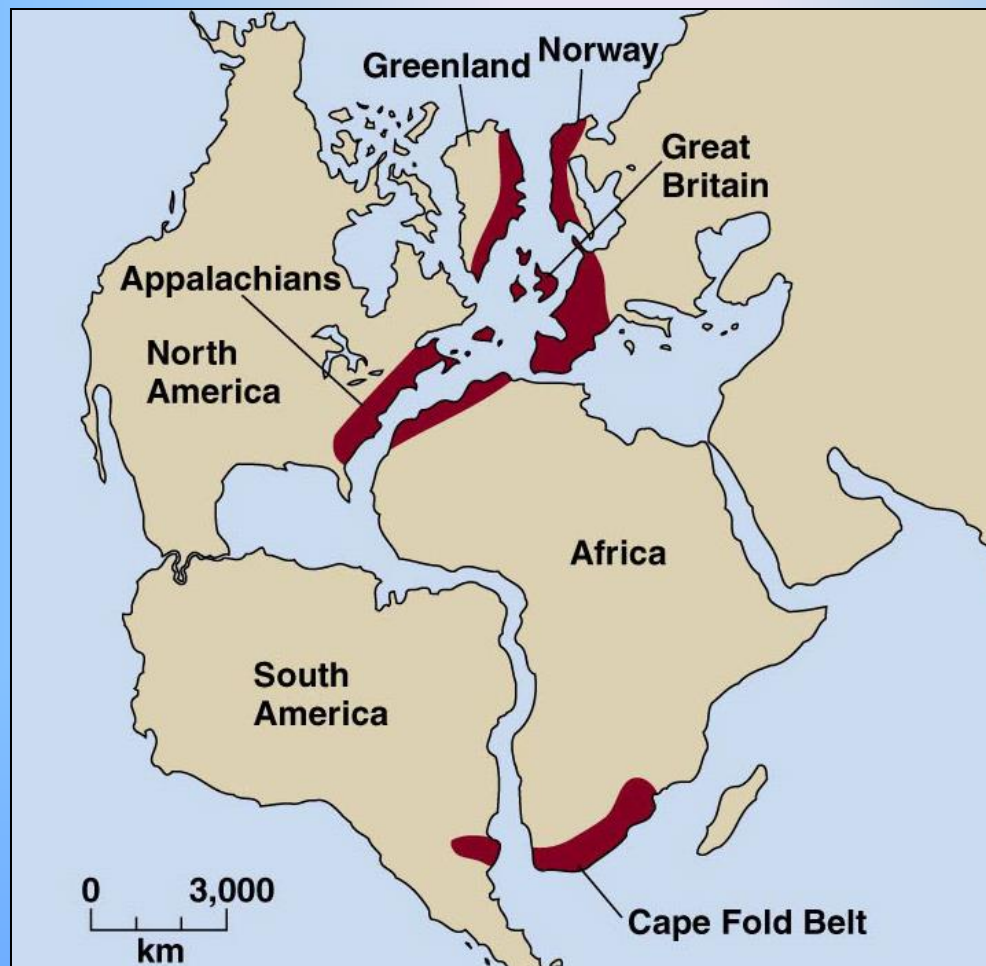 Greenland
Norway
Great
Britain
Appalachians
North
America
Africa
South
America
0 3,000
km
Cape Fold Belt